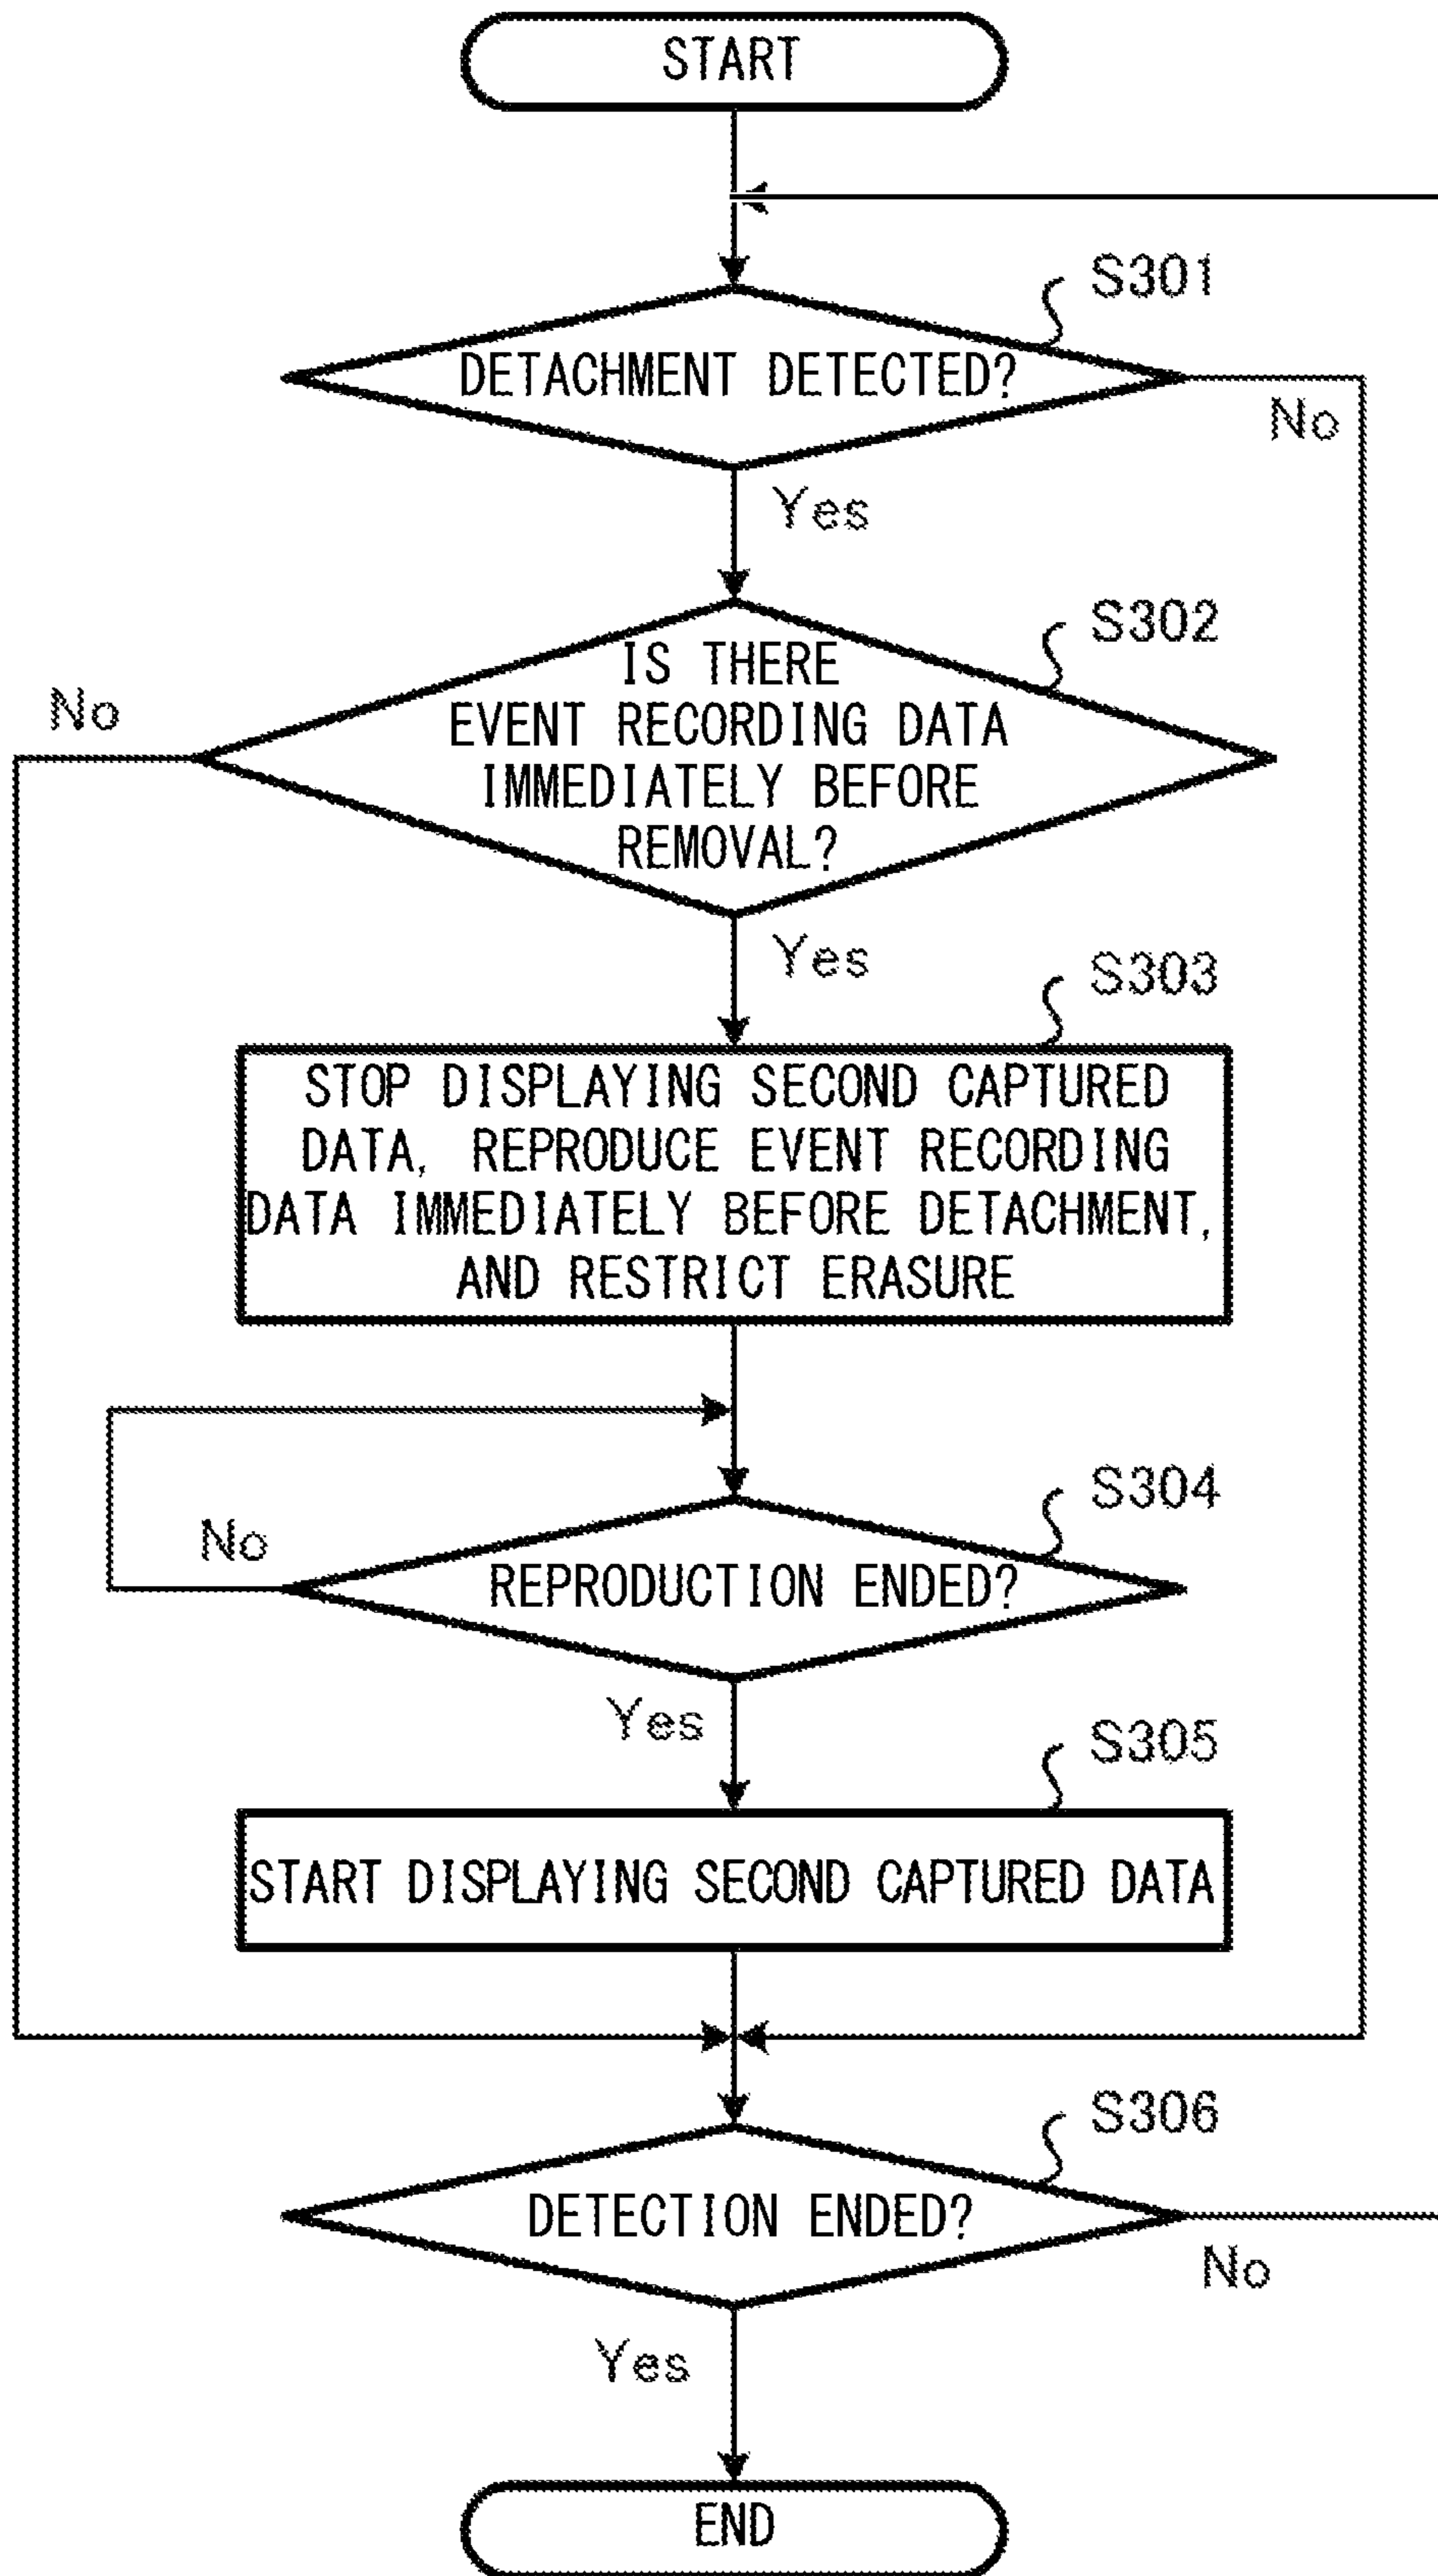 START
S301
DETACHMENT DETECTED?
No
Yes
S302
No
IS THERE
EVENT RECORDING DATA
IMMEDIATELY BEFORE
REMOVAL?
Yes
S303
STOP DISPLAYING SECOND CAPTURED
DATA, REPRODUCE EVENT RECORDING
DATA IMMEDIATELY BEFORE DETACHMENT,
AND RESTRICT ERASURE
S304
No
REPRODUCTION ENDED?
Yes
S305
START DISPLAYING SECOND CAPTURED DATA
S306
DETECTION ENDED?
No
Yes
END